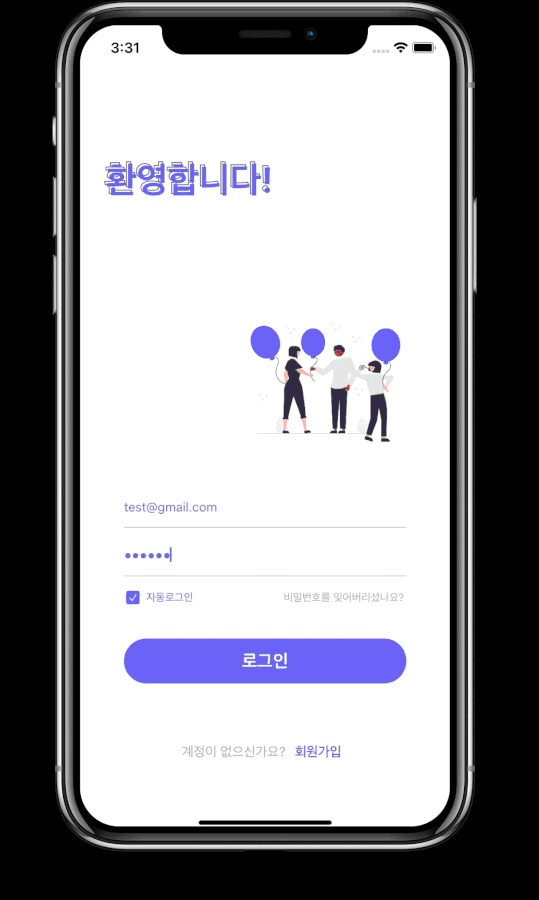 3:31
환영합니다!
test@gmail.com
••••••
자동로그인 비밀번호를 잊어버리셨나요?
로그인
계정이 없으신가요? 회원가입